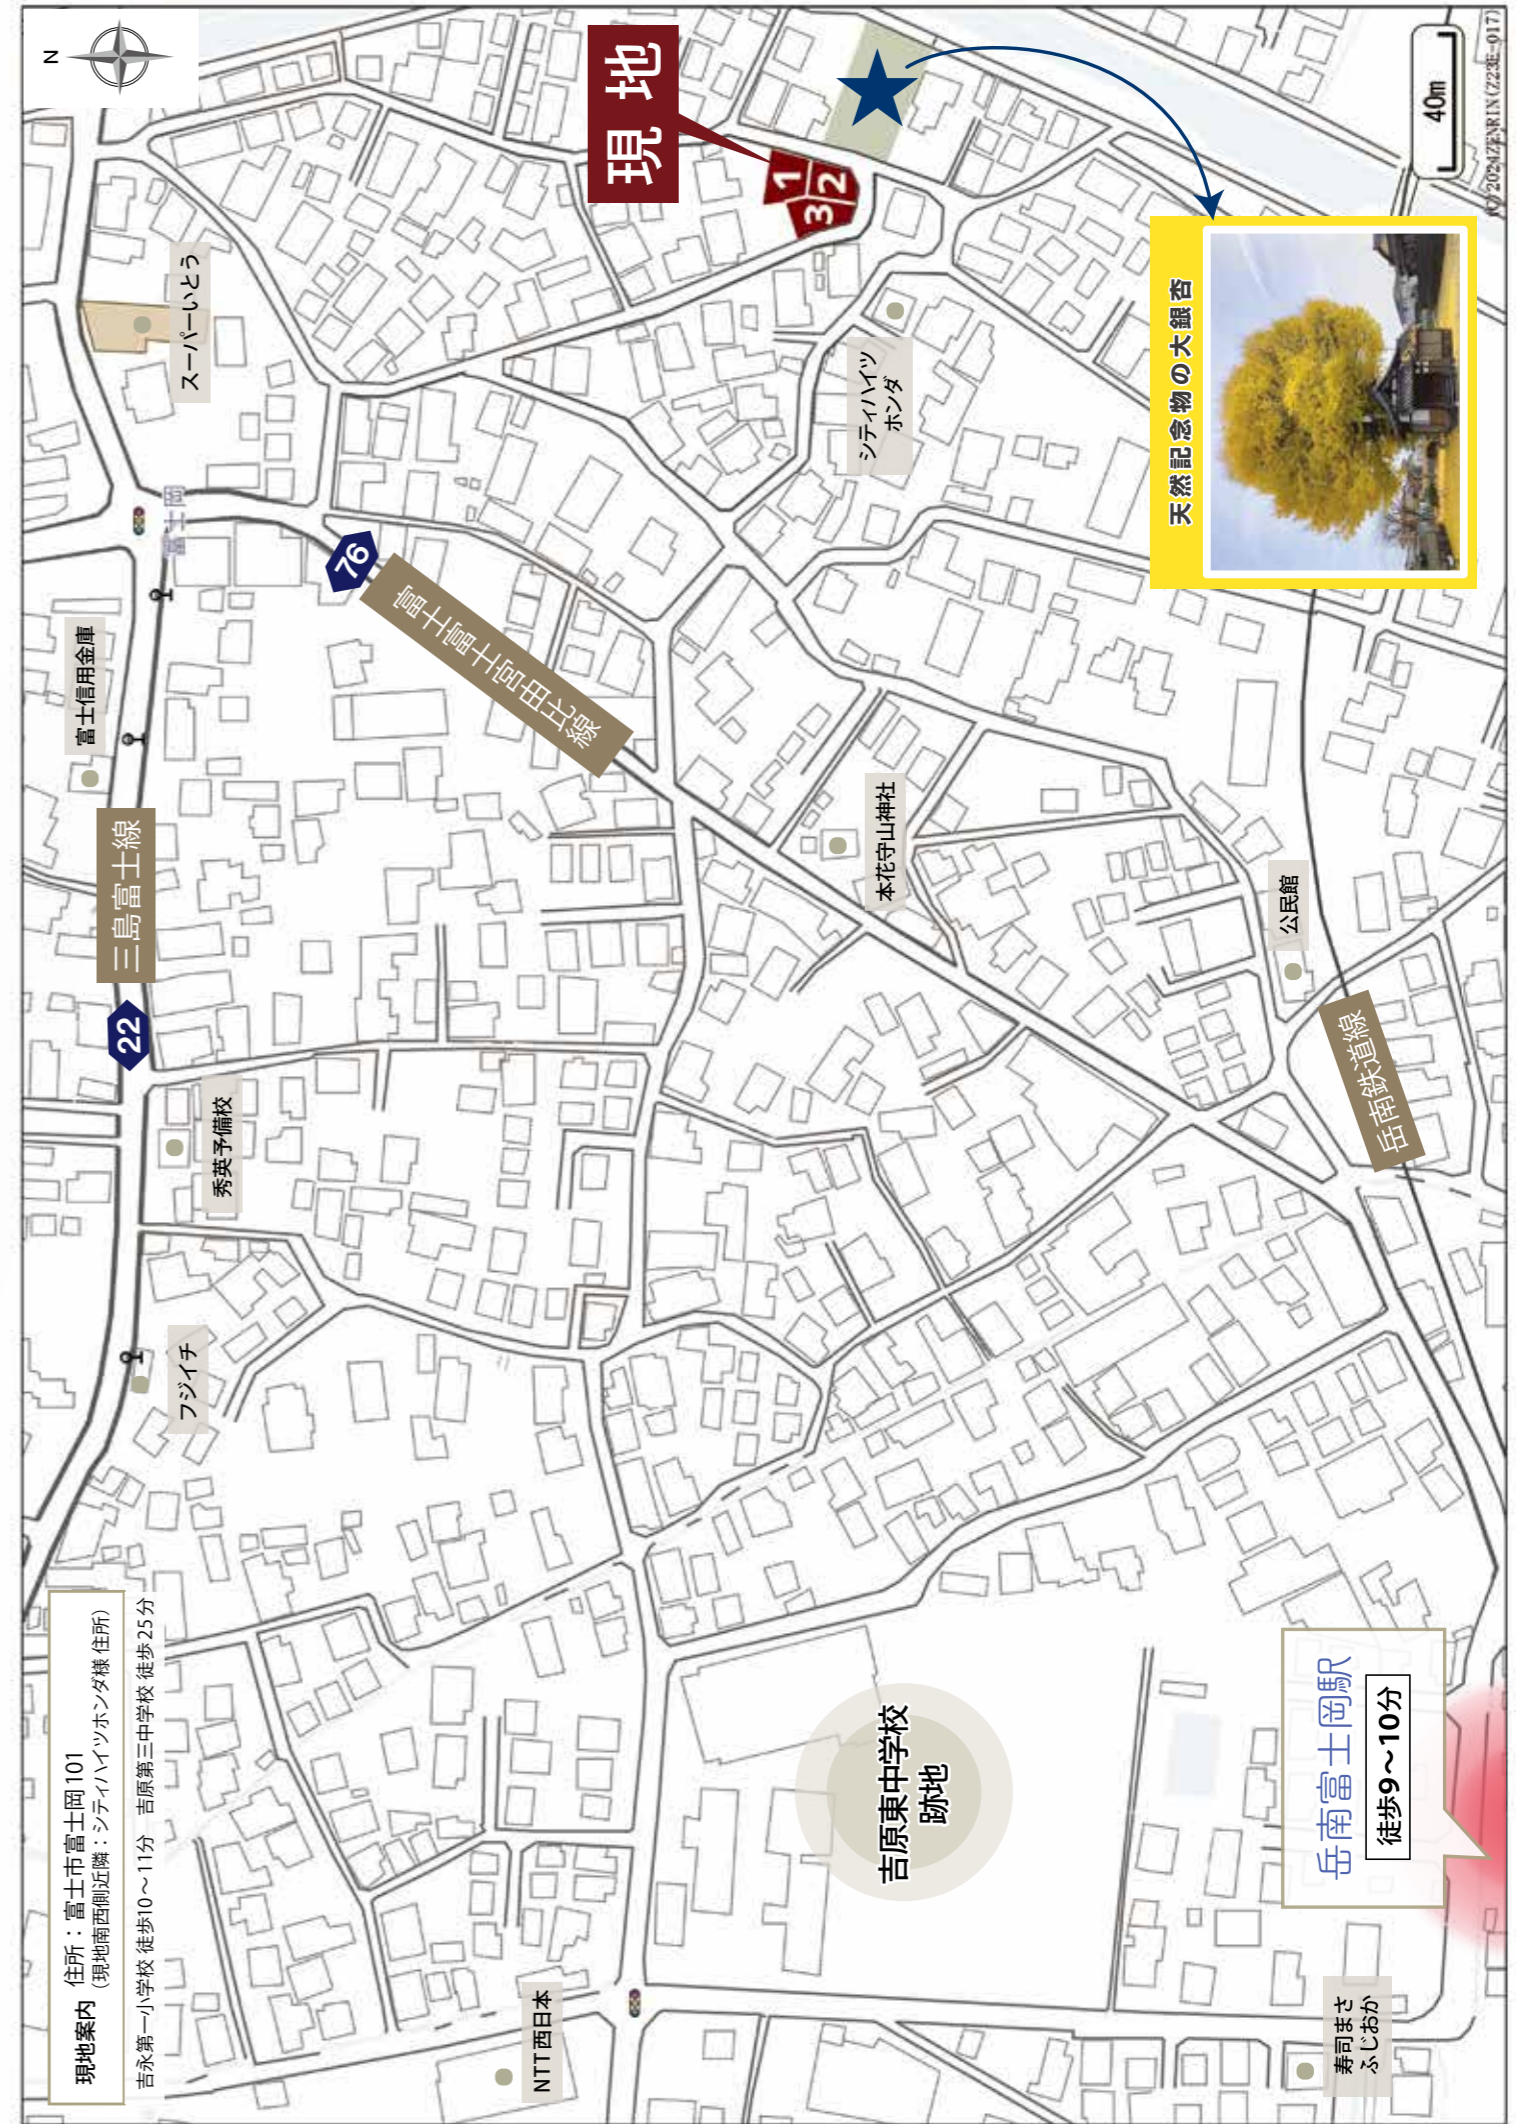 現地案内 住所：富士市富士岡101
（現地南西側近隣：シティハイツホンダ様 住所）
吉永第一小学校 徒歩10～11分　吉原第三中学校 徒歩25分
フジイチ
秀英予備校
22
三島富士線
富士信用金庫
富士岡
スーパーいとう
N
76
富士富士宮由比線
現地
1
2
3
NTT西日本
吉原東中学校
跡地
本花守山神社
シティハイツ
ホンダ
天然記念物の大銀杏
公民館
岳南鉄道線
岳南富士岡駅
徒歩9～10分
寿司まさ
ふじおか
40m
(C)2024ZENRIN(Z23E-017)